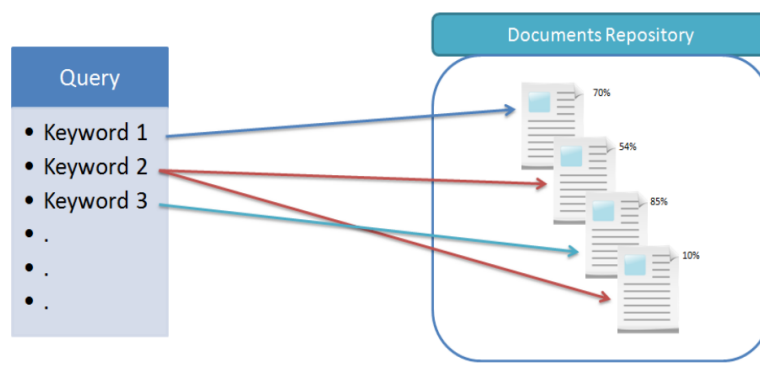 Documents Repository
Query
• Keyword 1
• Keyword 2
• Keyword 3
• .
• .
• .
70%
54%
85%
10%